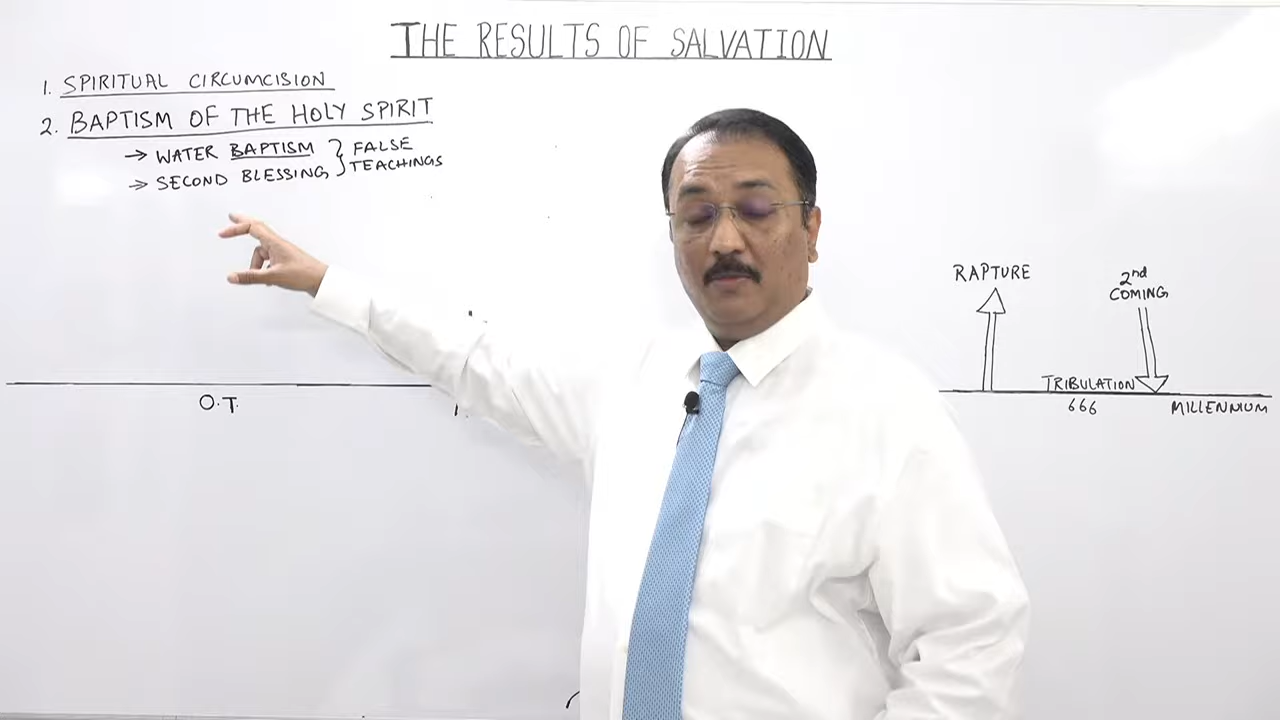 THE RESULTS OF SALVATION
1. SPIRITUAL CIRCUMCISION
2. BAPTISM OF THE HOLY SPIRIT
→ WATER BAPTISM } FALSE
→ SECOND BLESSING } TEACHINGS
RAPTURE
2nd
COMING
TRIBULATION
O.T.
666
MILLENNIUM